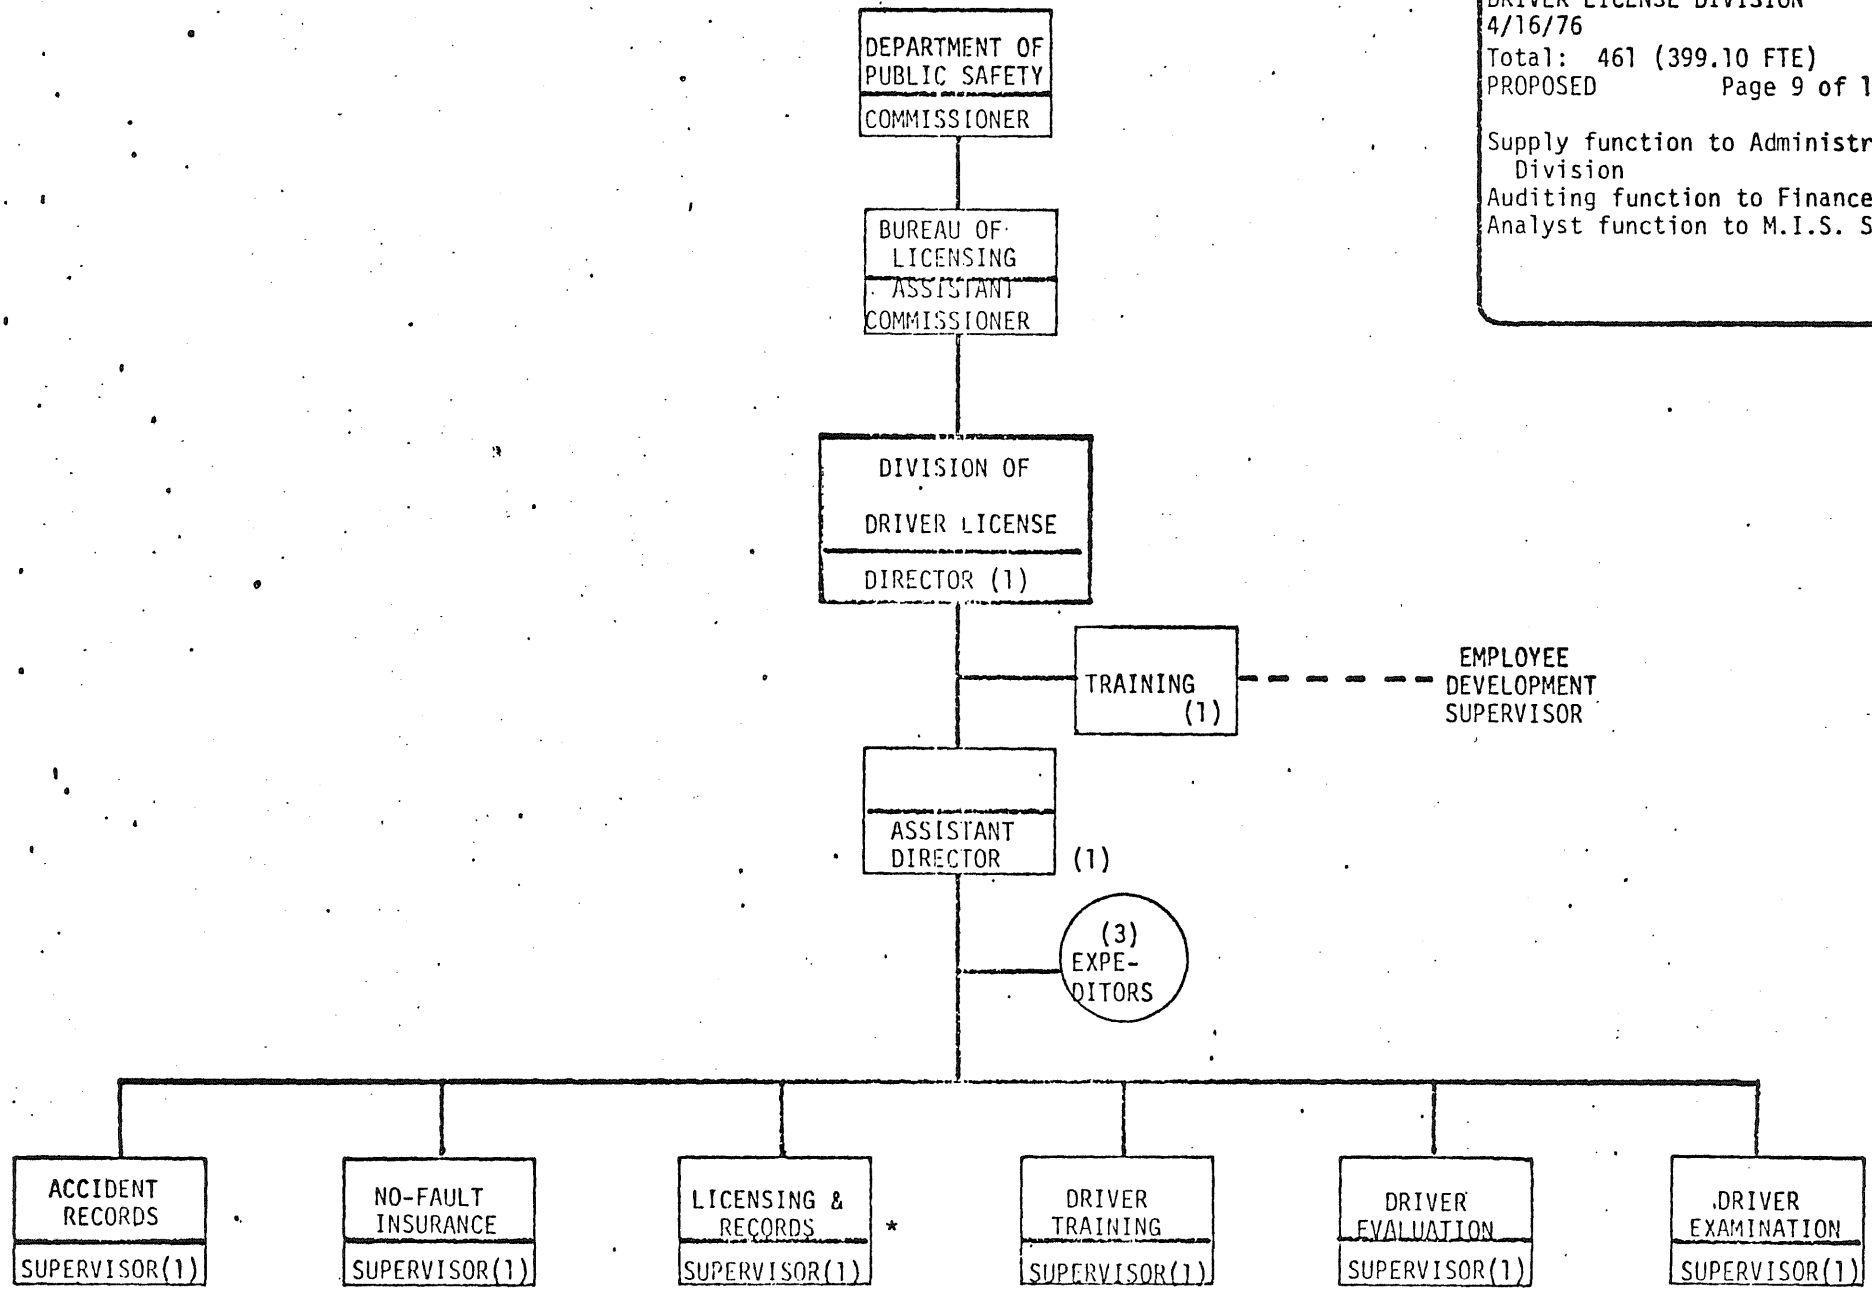 DRIVER LICENSE DIVISION
4/16/76
Total: 461 (399.10 FTE)
PROPOSED Page 9 of 1
Supply function to Administr
Division
Auditing function to Finance
Analyst function to M.I.S. S
DEPARTMENT OF
PUBLIC SAFETY
COMMISSIONER
BUREAU OF
LICENSING
ASSISTANT
COMMISSIONER
DIVISION OF
DRIVER LICENSE
DIRECTOR (1)
TRAINING
(1)
EMPLOYEE
DEVELOPMENT
SUPERVISOR
ASSISTANT
DIRECTOR (1)
(3)
EXPE-
DITORS
ACCIDENT
RECORDS
SUPERVISOR(1)
NO-FAULT
INSURANCE
SUPERVISOR(1)
LICENSING &
RECORDS *
SUPERVISOR(1)
DRIVER
TRAINING
SUPERVISOR(1)
DRIVER
EVALUATION
SUPERVISOR(1)
DRIVER
EXAMINATION
SUPERVISOR(1)